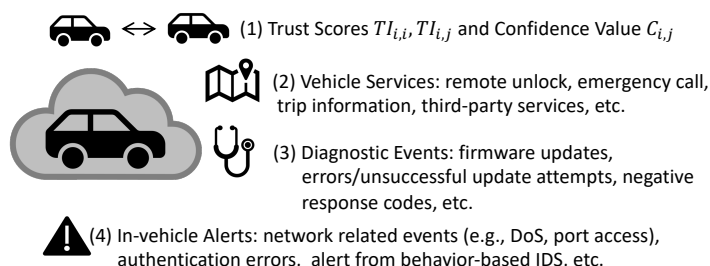 (1) Trust Scores TI_{i,i}, TI_{i,j} and Confidence Value C_{i,j}
(2) Vehicle Services: remote unlock, emergency call,
trip information, third-party services, etc.
(3) Diagnostic Events: firmware updates,
errors/unsuccessful update attempts, negative
response codes, etc.
(4) In-vehicle Alerts: network related events (e.g., DoS, port access),
authentication errors, alert from behavior-based IDS, etc.